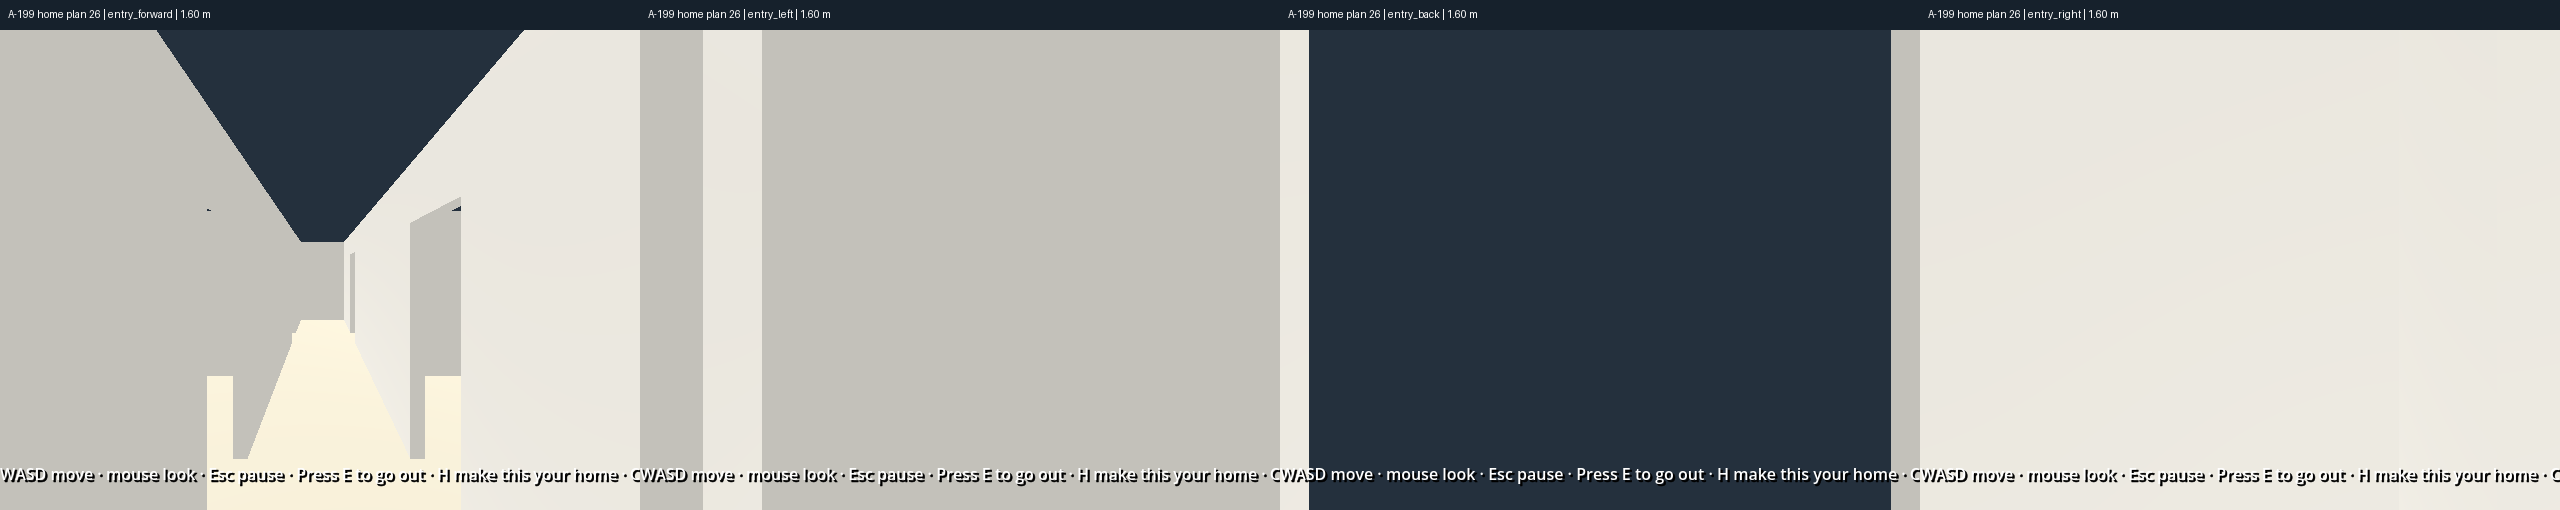 A-199 home plan 26 | entry_forward | 1.60 m
A-199 home plan 26 | entry_left | 1.60 m
A-199 home plan 26 | entry_back | 1.60 m
A-199 home plan 26 | entry_right | 1.60 m
WASD move · mouse look · Esc pause · Press E to go out · H make this your home · C
WASD move · mouse look · Esc pause · Press E to go out · H make this your home · C
WASD move · mouse look · Esc pause · Press E to go out · H make this your home · C
WASD move · mouse look · Esc pause · Press E to go out · H make this your home · C